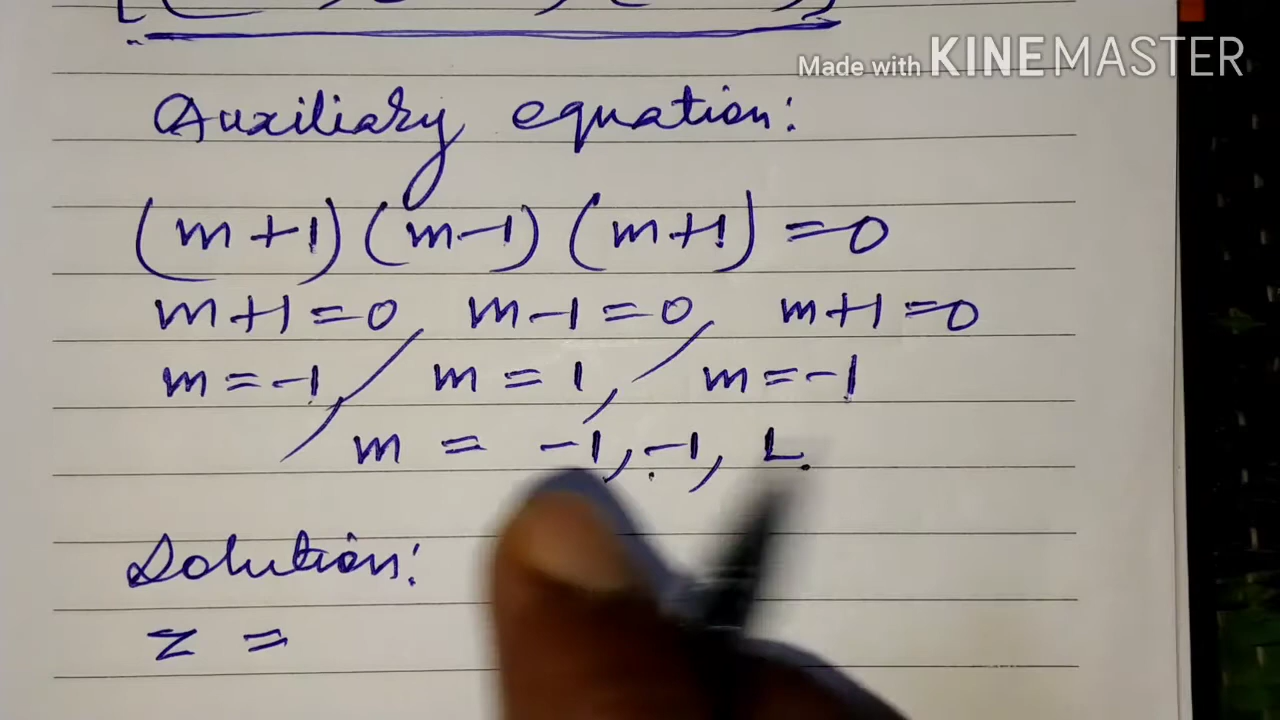 Made with KINEMASTER
Auxiliary equation:
(m+1) (m-1) (m+1) =0
m+1=0 m-1=0 m+1=0
m=-1, m = 1, m=-1
m = -1, -1, 1.
Solution:
z =